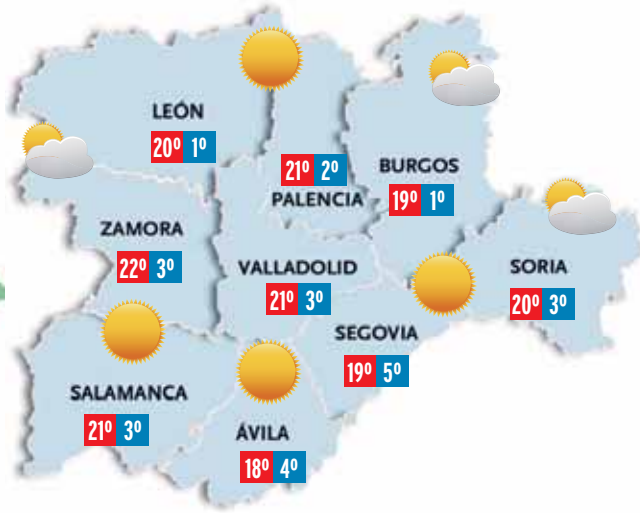 LEÓN
20º 1º
21º 2º
PALENCIA
BURGOS
19º 1º
ZAMORA
22º 3º
VALLADOLID
21º 3º
SORIA
20º 3º
SEGOVIA
19º 5º
SALAMANCA
21º 3º
ÁVILA
18º 4º